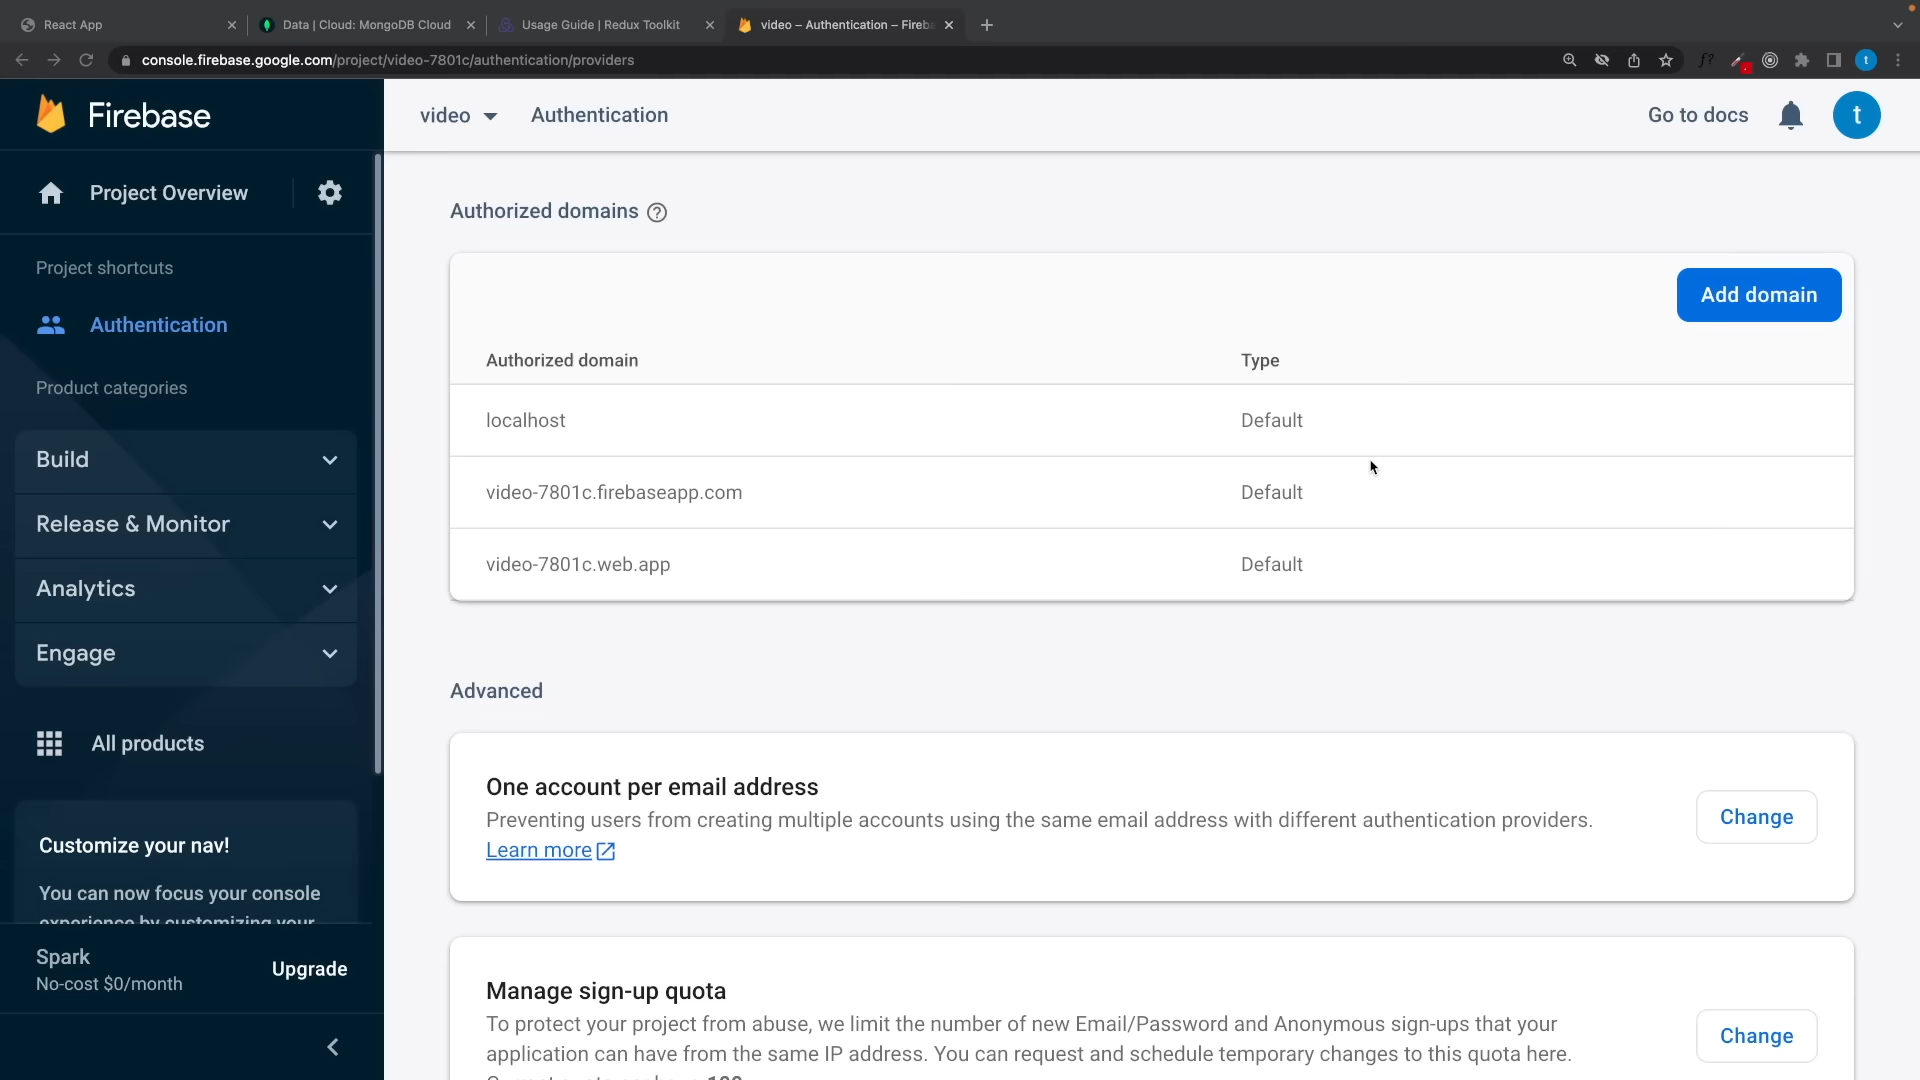 React App
Data | Cloud: MongoDB Cloud
Usage Guide | Redux Toolkit
video – Authentication – Fireba
console.firebase.google.com/project/video-7801c/authentication/providers
f?
t
Firebase
video
Authentication
Go to docs
t
Project Overview
Project shortcuts
Authentication
Product categories
Build
Release & Monitor
Analytics
Engage
All products
Customize your nav!
You can now focus your console
experience by customizing your
Spark
No-cost $0/month
Upgrade
Authorized domains
Add domain
Authorized domain
Type
localhost
Default
video-7801c.firebaseapp.com
Default
video-7801c.web.app
Default
Advanced
One account per email address
Preventing users from creating multiple accounts using the same email address with different authentication providers.
Learn more
Change
Manage sign-up quota
To protect your project from abuse, we limit the number of new Email/Password and Anonymous sign-ups that your
application can have from the same IP address. You can request and schedule temporary changes to this quota here.
Change